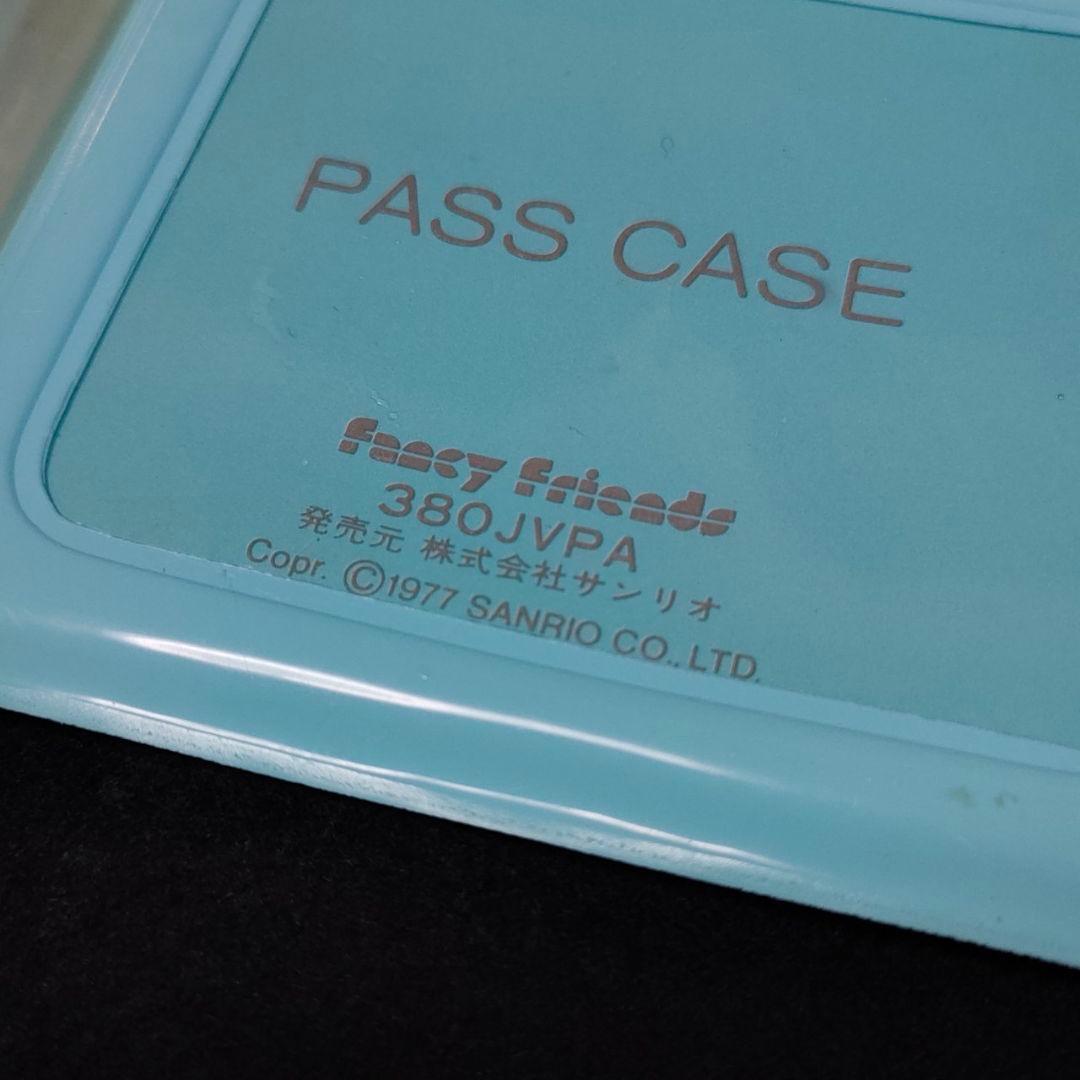 PASS CASE
fancy friends
380JVPA
発売元 株式会社サンリオ
Copr. ©1977 SANRIO CO., LTD.